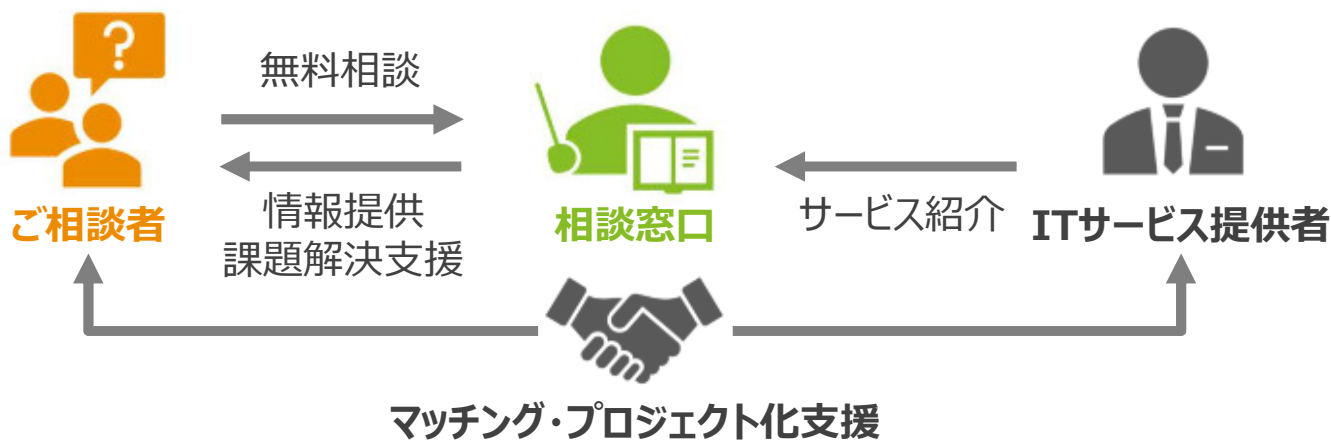 ?
無料相談
情報提供
課題解決支援
サービス紹介
ご相談者
相談窓口
ITサービス提供者
マッチング・プロジェクト化支援